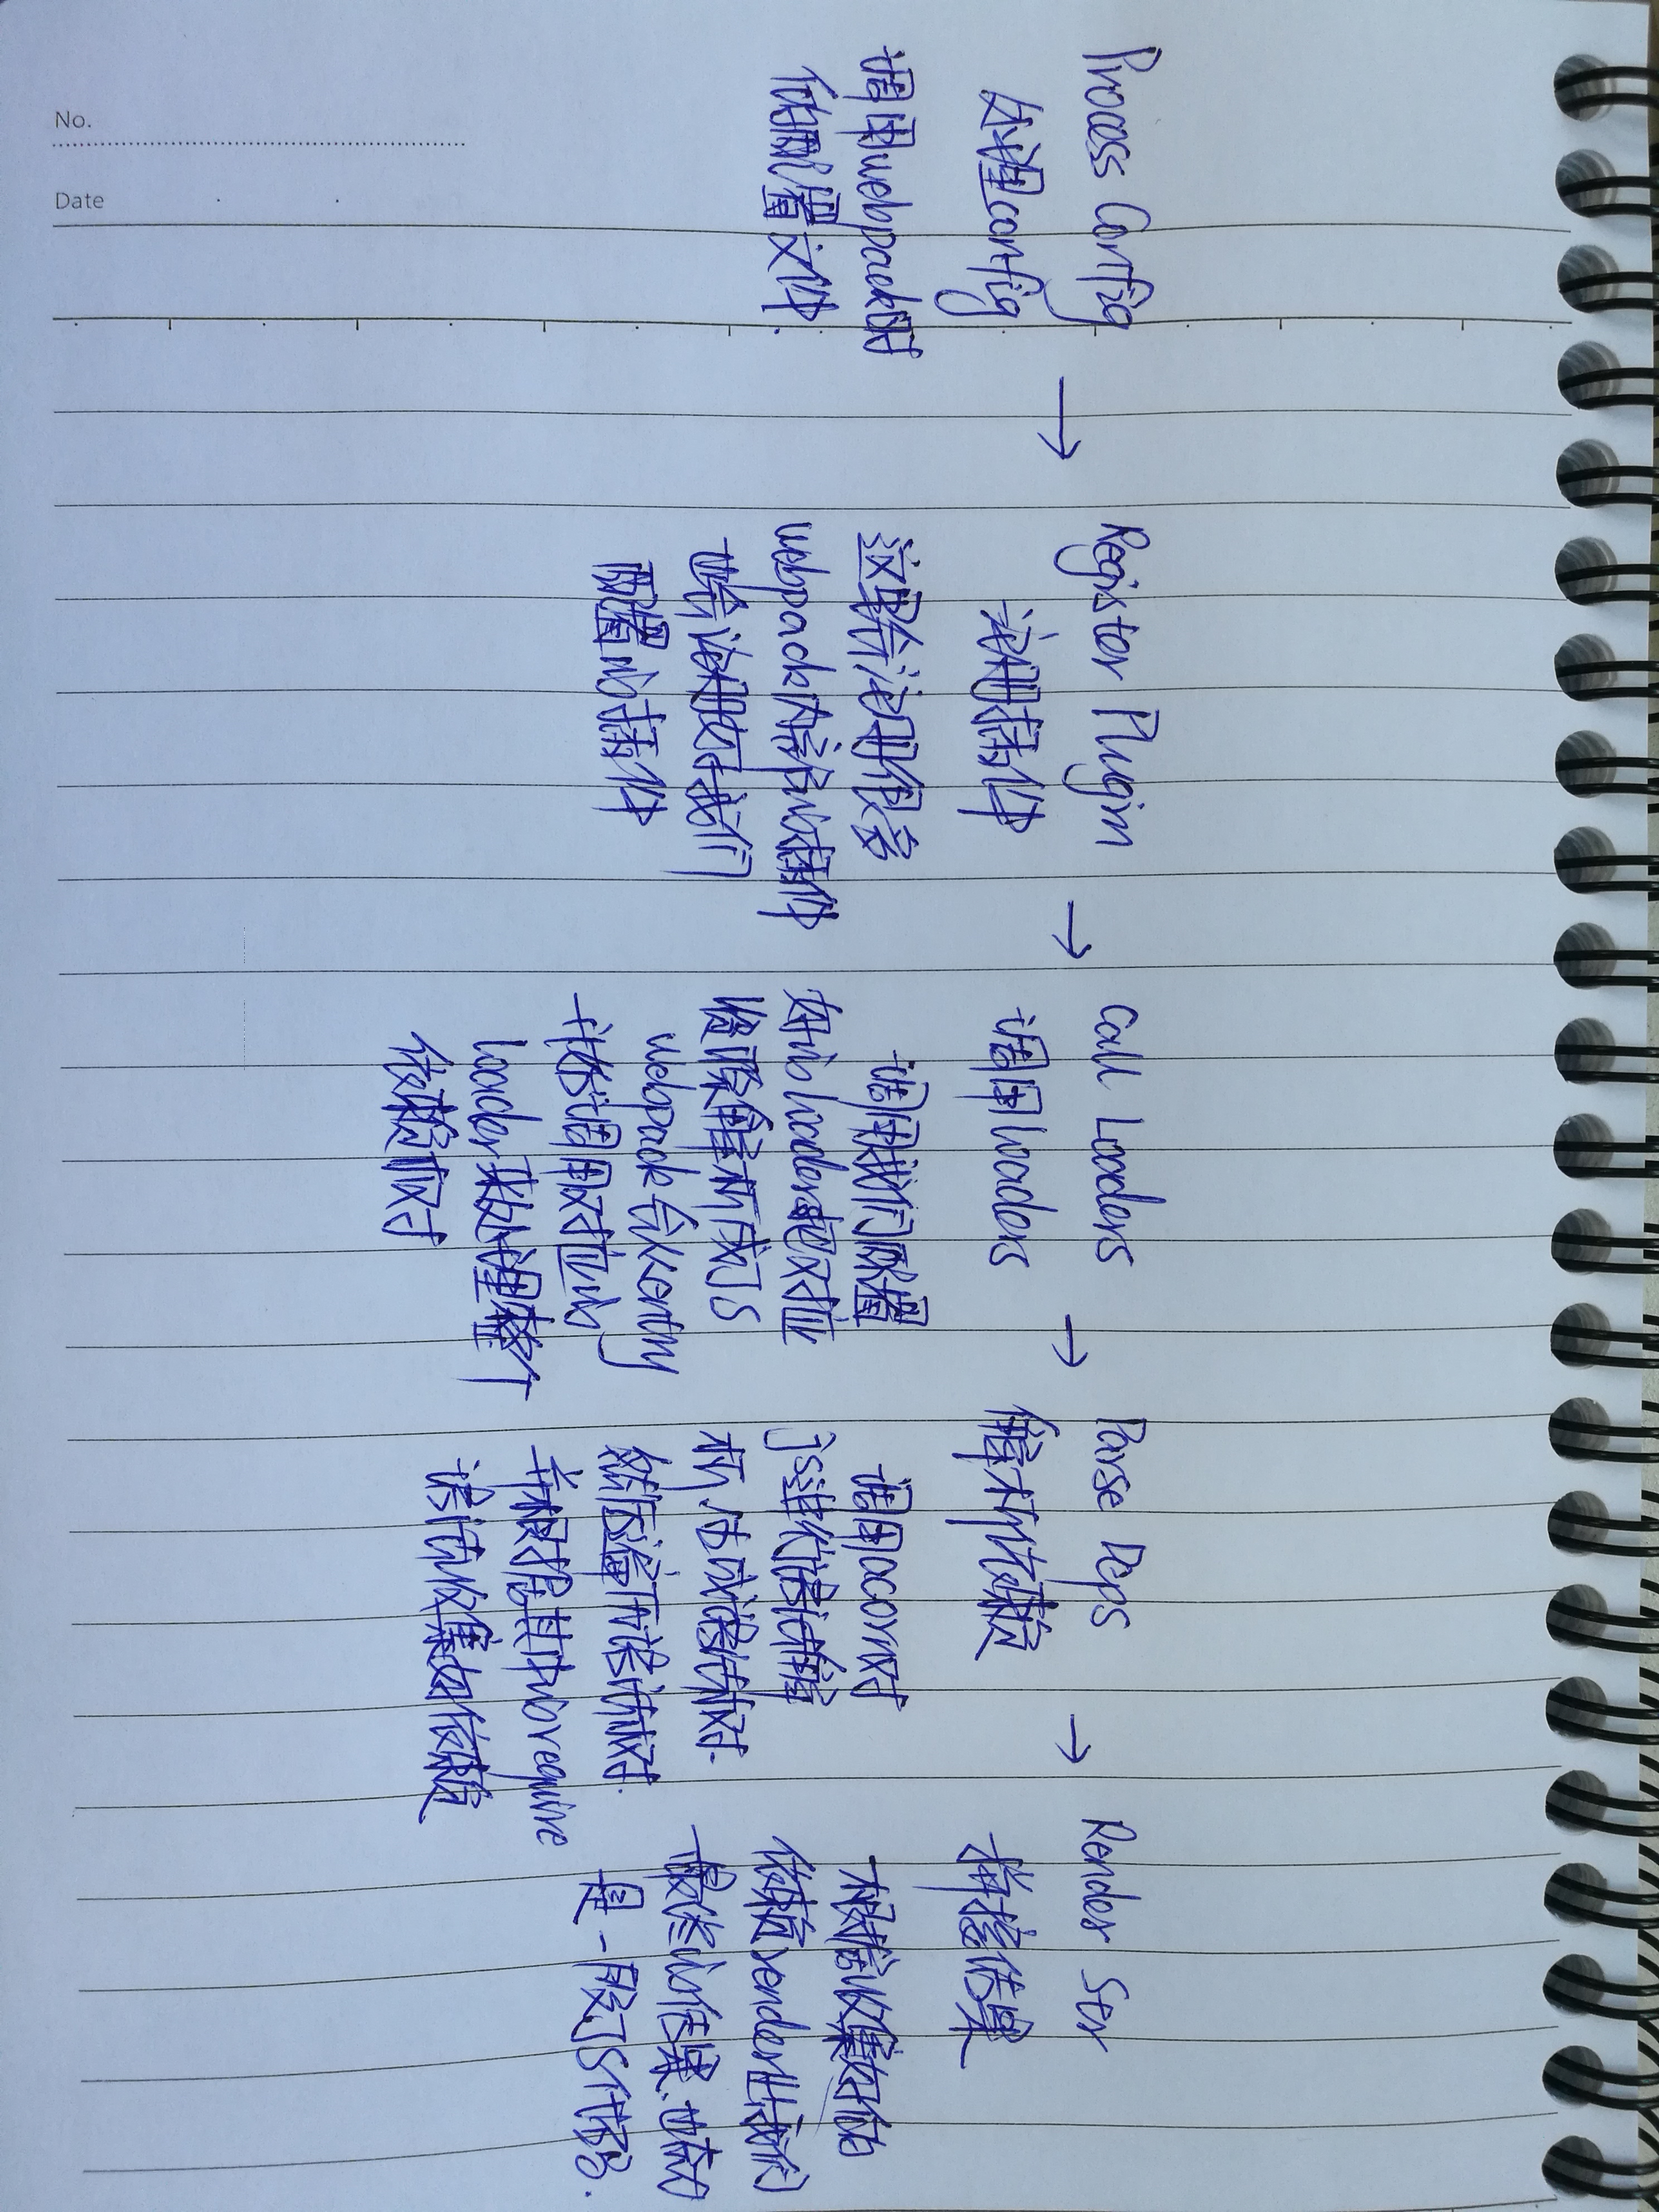 Process Config
处理config
调用webpack时
的配置文件.
→
Register Plugin
注册插件
这里会注册很多
webpack内部的插件
也会注册好我们
配置的插件
→
Call Loaders
调用loaders
调用我们配置
好的loader把对应
资源解析成JS
webpack会从entry
开始调用对应的
loader来处理整个
依赖树
→
Parse Deps
解析依赖
调用acorn对
js进行语法解
析,生成语法树.
然后遍历语法树.
并根据其中的require
语法收集好依赖
→
Render Str
拼接结果
根据收集好的
依赖render出我们
最终的结果.也就
是一段JS代码.
No.
Date